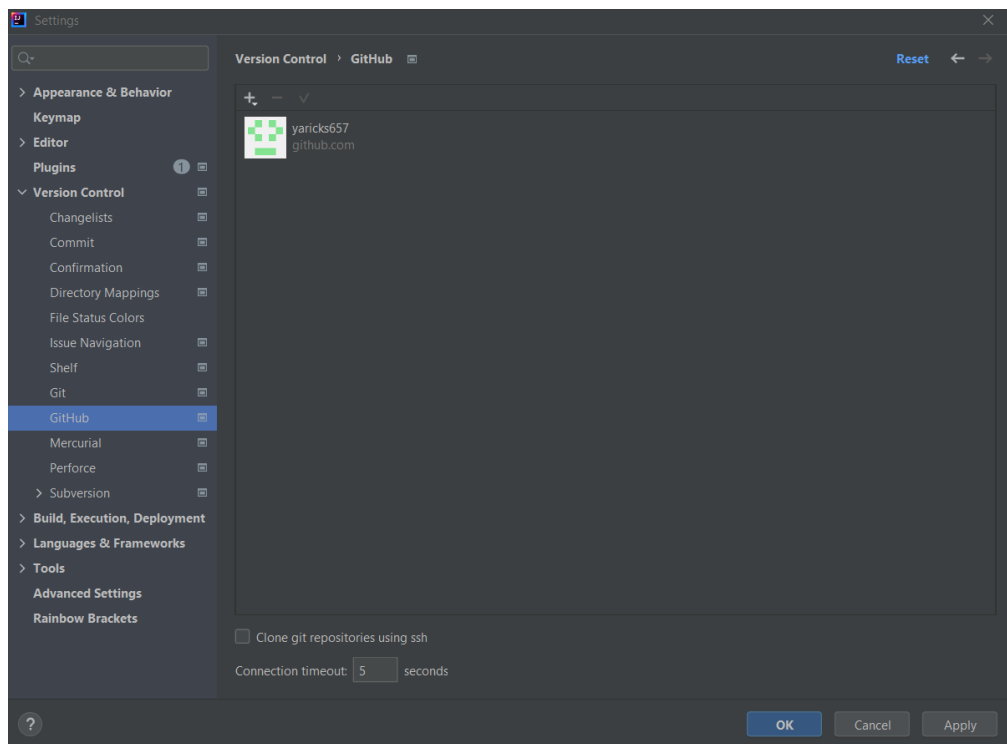 Settings
Version Control › GitHub
Reset
Appearance & Behavior
Keymap
Editor
Plugins 1
Version Control
Changelists
Commit
Confirmation
Directory Mappings
File Status Colors
Issue Navigation
Shelf
Git
GitHub
Mercurial
Perforce
Subversion
Build, Execution, Deployment
Languages & Frameworks
Tools
Advanced Settings
Rainbow Brackets
yaricks657
github.com
Clone git repositories using ssh
Connection timeout: 5 seconds
?
OK Cancel Apply